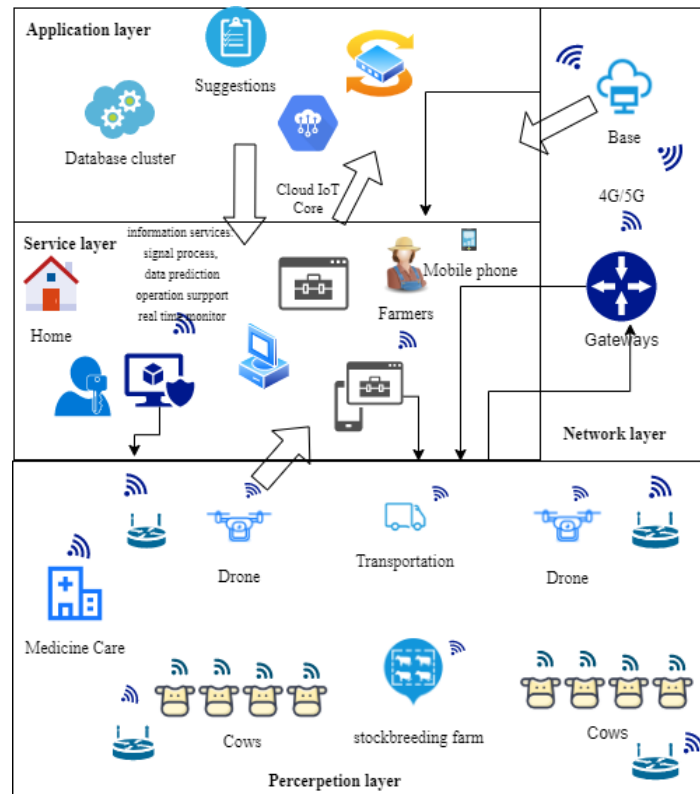 Application layer
Suggestions
Database cluster
Cloud IoT
Core
Base
4G/5G
Gateways
Network layer
Service layer
information services:
signal process,
data prediction
operation surpport
real time monitor
Home
Farmers
Mobile phone
Drone
Transportation
Drone
Medicine Care
Cows
stockbreeding farm
Cows
Percerpetion layer